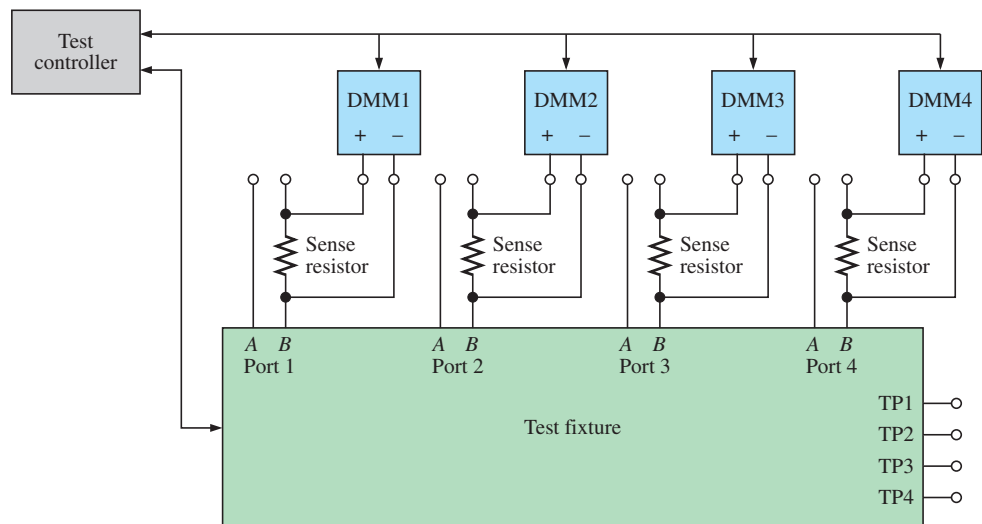 Test
controller
DMM1
DMM2
DMM3
DMM4
+ –
+ –
+ –
+ –
Sense
resistor
Sense
resistor
Sense
resistor
Sense
resistor
A B
Port 1
A B
Port 2
A B
Port 3
A B
Port 4
TP1
Test fixture
TP2
TP3
TP4